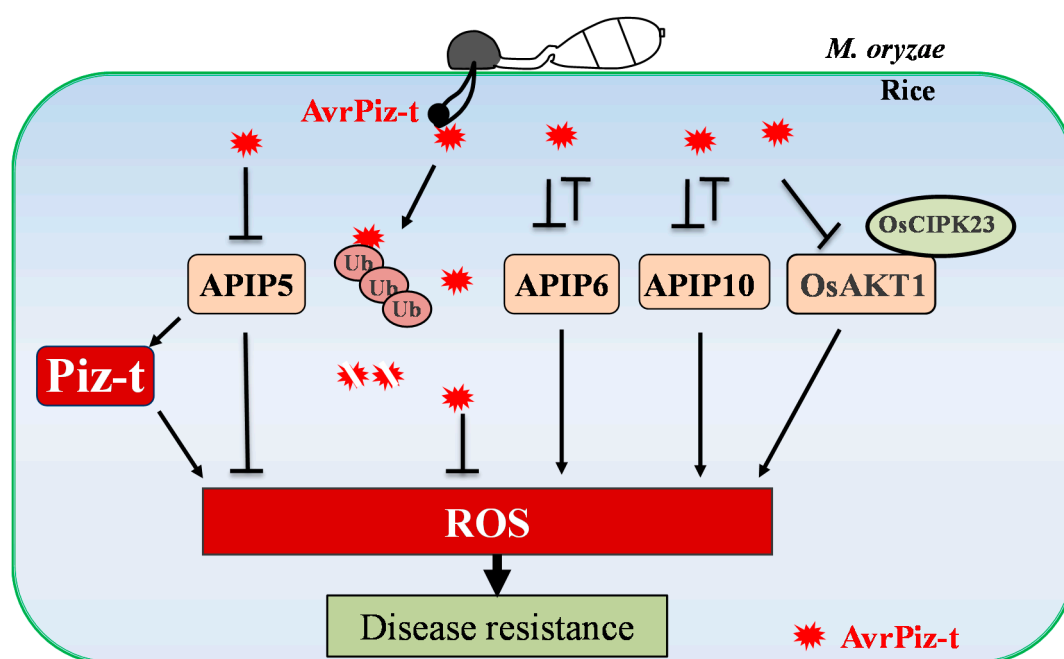 M. oryzae
Rice
AvrPiz-t
OsCIPK23
APIP5
Ub
Ub
Ub
APIP6
APIP10
OsAKT1
Piz-t
ROS
Disease resistance
AvrPiz-t